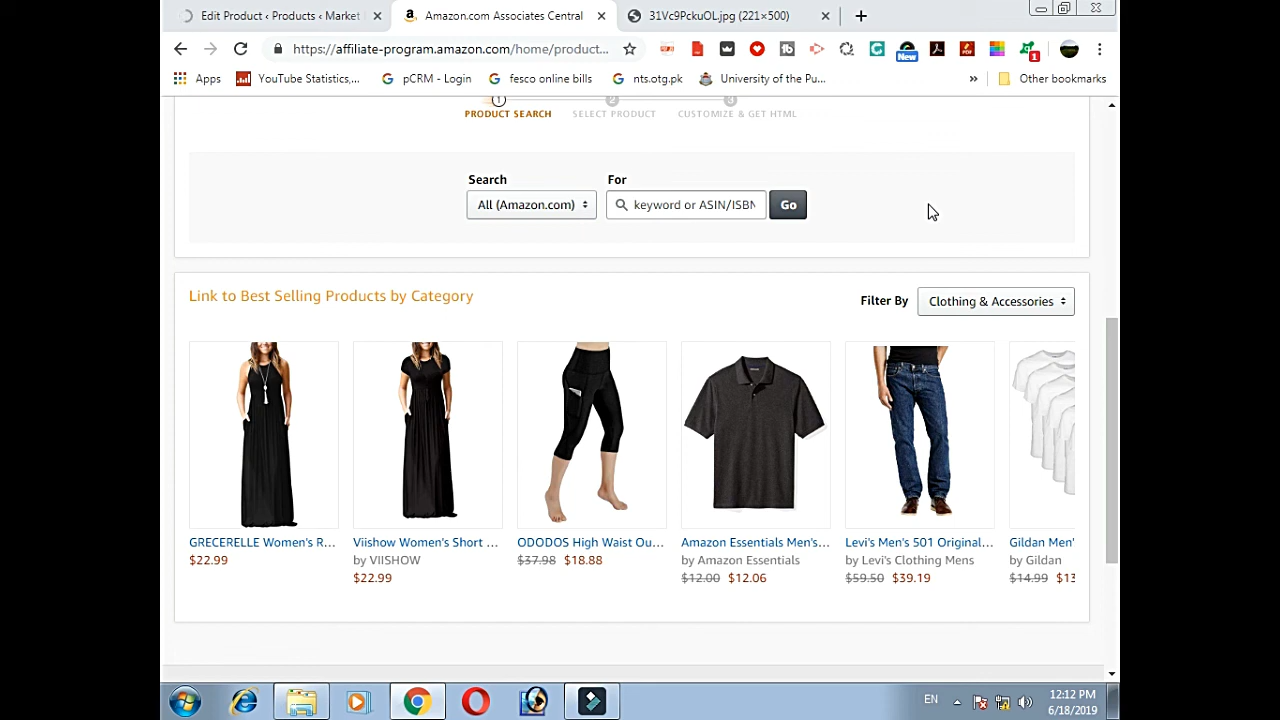 Edit Product ‹ Products ‹ Market
Amazon.com Associates Central
31Vc9PckuOL.jpg (221×500)
https://affiliate-program.amazon.com/home/product...
New
1
Apps
YouTube Statistics,...
pCRM - Login
fesco online bills
nts.otg.pk
University of the Pu...
»
Other bookmarks
1 2 3
PRODUCT SEARCH SELECT PRODUCT CUSTOMIZE & GET HTML
Search For
All (Amazon.com) keyword or ASIN/ISBN Go
Link to Best Selling Products by Category
Filter By Clothing & Accessories
GRECERELLE Women's R... Viishow Women's Short ... ODODOS High Waist Ou... Amazon Essentials Men's... Levi's Men's 501 Original... Gildan Men'
$22.99 by VIISHOW $37.98 $18.88 by Amazon Essentials by Levi's Clothing Mens by Gildan
$22.99 $12.00 $12.06 $59.50 $39.19 $14.99 $13
EN
12:12 PM
6/18/2019